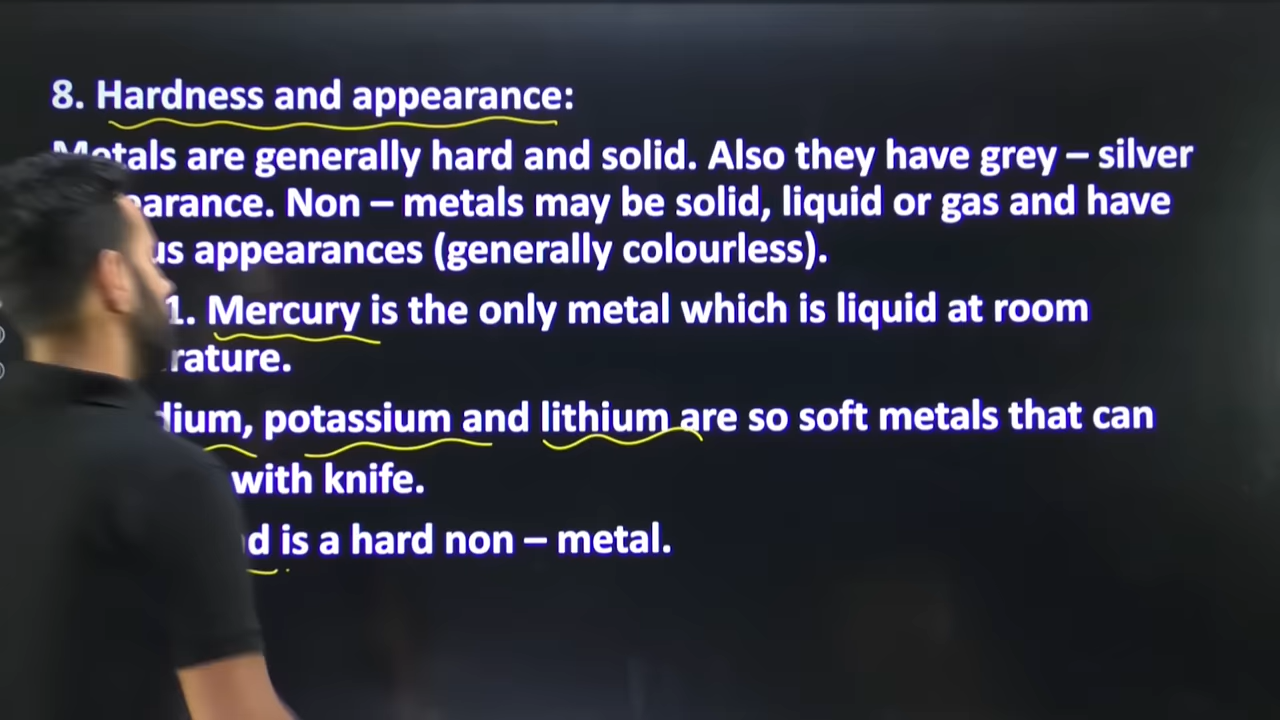 8. Hardness and appearance:
Metals are generally hard and solid. Also they have grey – silver
arance. Non – metals may be solid, liquid or gas and have
us appearances (generally colourless).
1. Mercury is the only metal which is liquid at room
rature.
dium, potassium and lithium are so soft metals that can
with knife.
d is a hard non – metal.